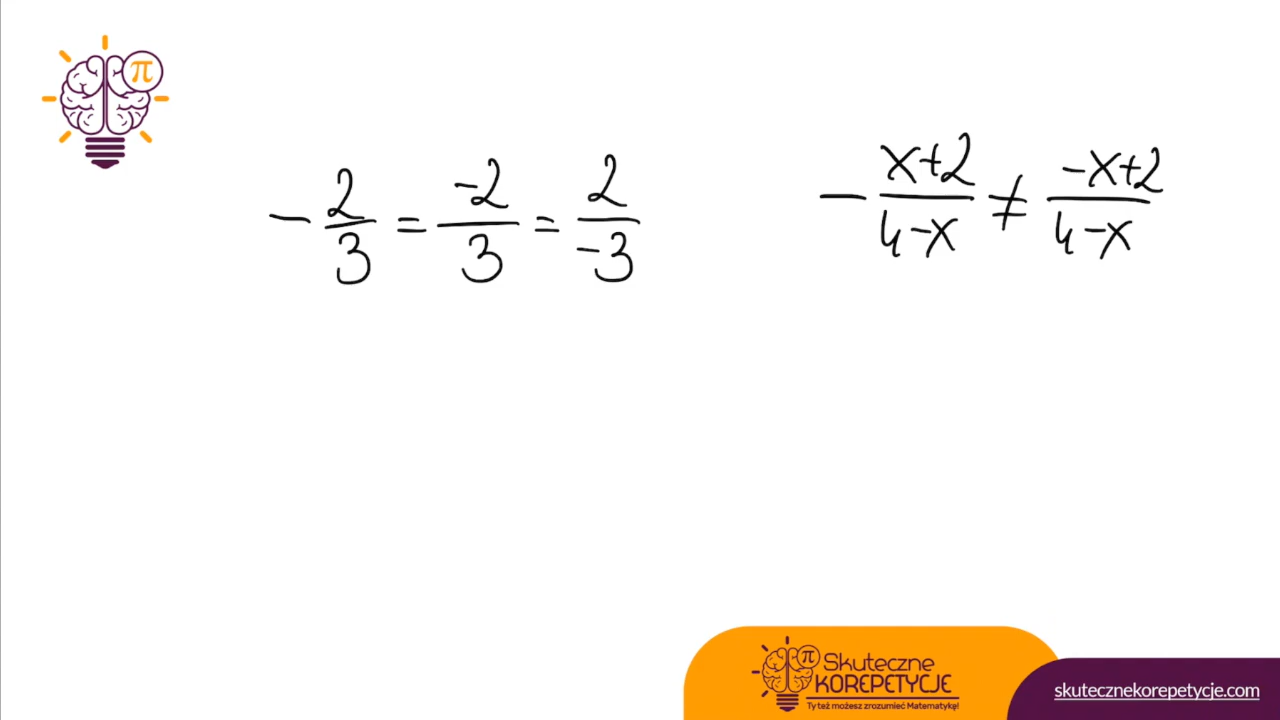 π
- 2/3 = -2/3 = 2/-3
- x+2/4-x ≠ -x+2/4-x
π
Skuteczne
KOREPETYCJE
Ty też możesz zrozumieć Matematykę!
skutecznekorepetycje.com